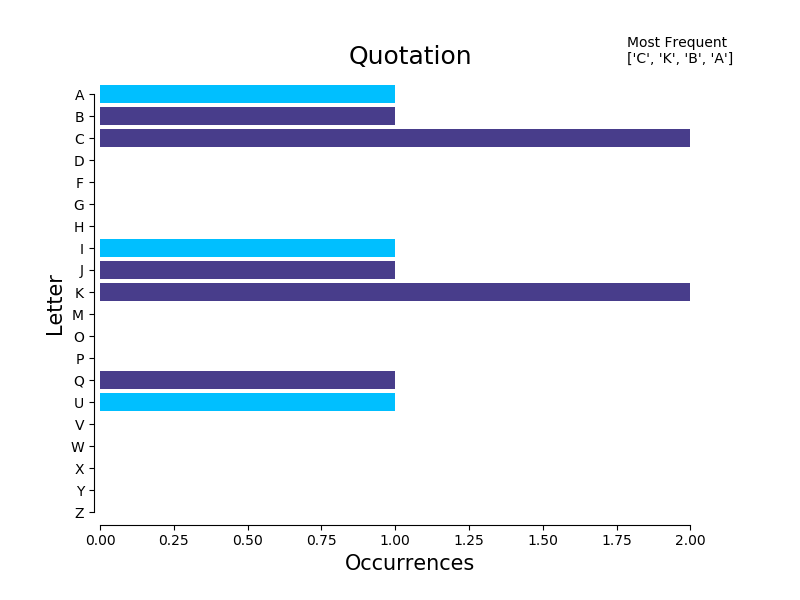 Most Frequent
['C', 'K', 'B', 'A']
Quotation
A
B
C
D
F
G
H
I
J
K
M
O
P
Q
U
V
W
X
Y
Z
Letter
0.00 0.25 0.50 0.75 1.00 1.25 1.50 1.75 2.00
Occurrences